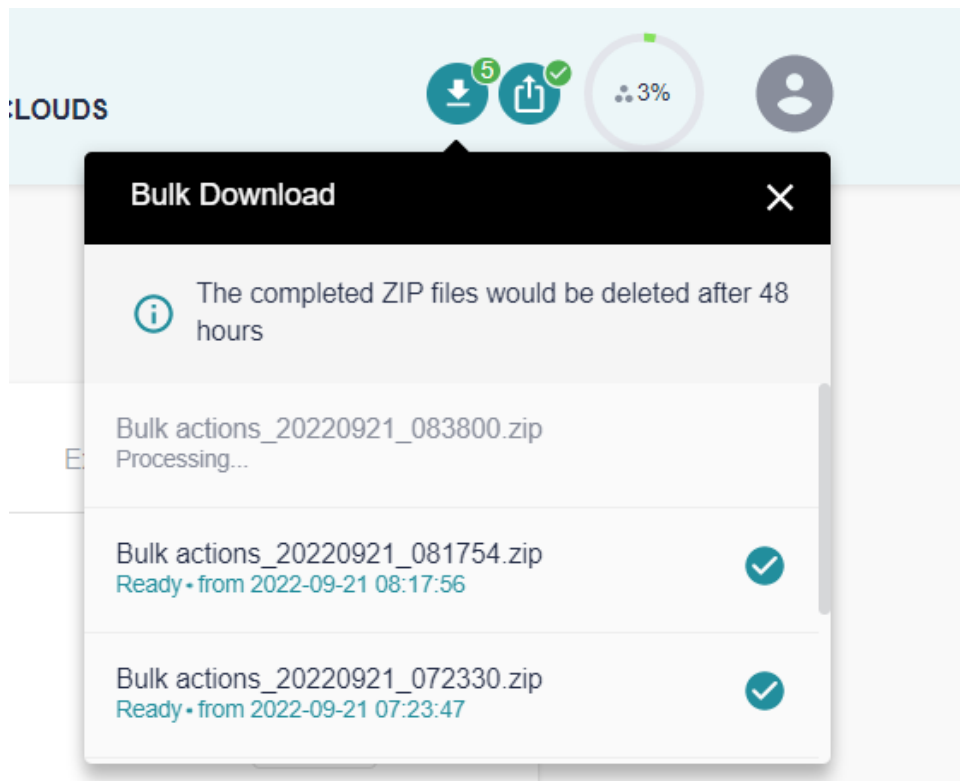 CLOUDS
5
3%
Bulk Download
The completed ZIP files would be deleted after 48
hours
Bulk actions_20220921_083800.zip
Processing...
E
Bulk actions_20220921_081754.zip
Ready • from 2022-09-21 08:17:56
Bulk actions_20220921_072330.zip
Ready • from 2022-09-21 07:23:47